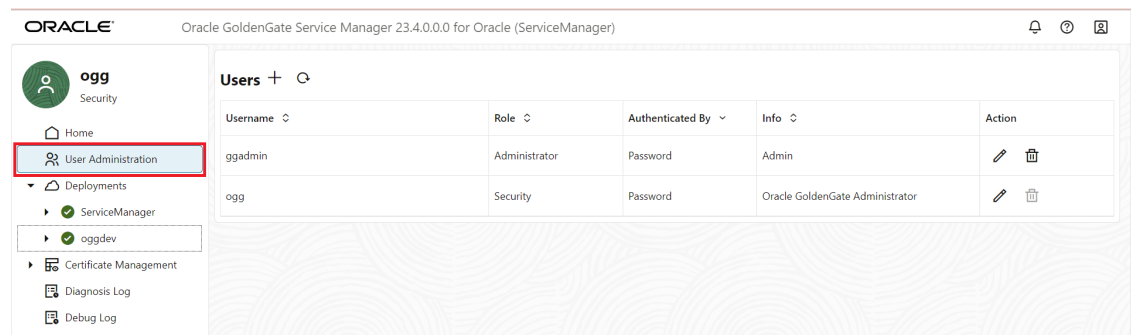 ORACLE Oracle GoldenGate Service Manager 23.4.0.0.0 for Oracle (ServiceManager)
ogg
Security
Home
User Administration
Deployments
ServiceManager
oggdev
Certificate Management
Diagnosis Log
Debug Log
Users
Username Role Authenticated By Info Action
ggadmin Administrator Password Admin
ogg Security Password Oracle GoldenGate Administrator